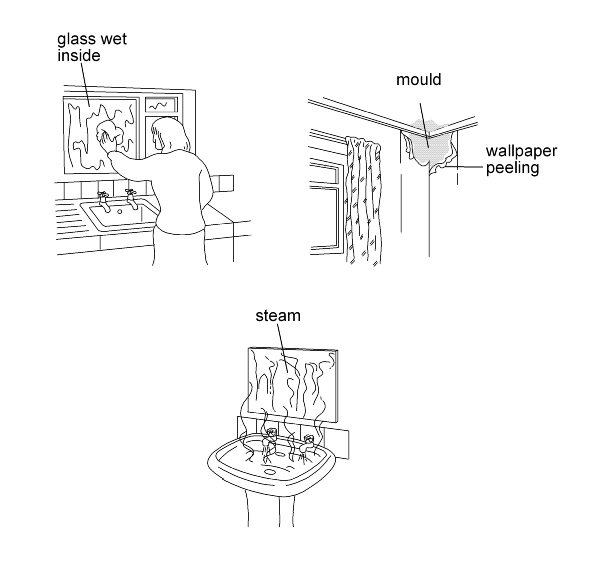 glass wet
inside
mould
wallpaper
peeling
steam